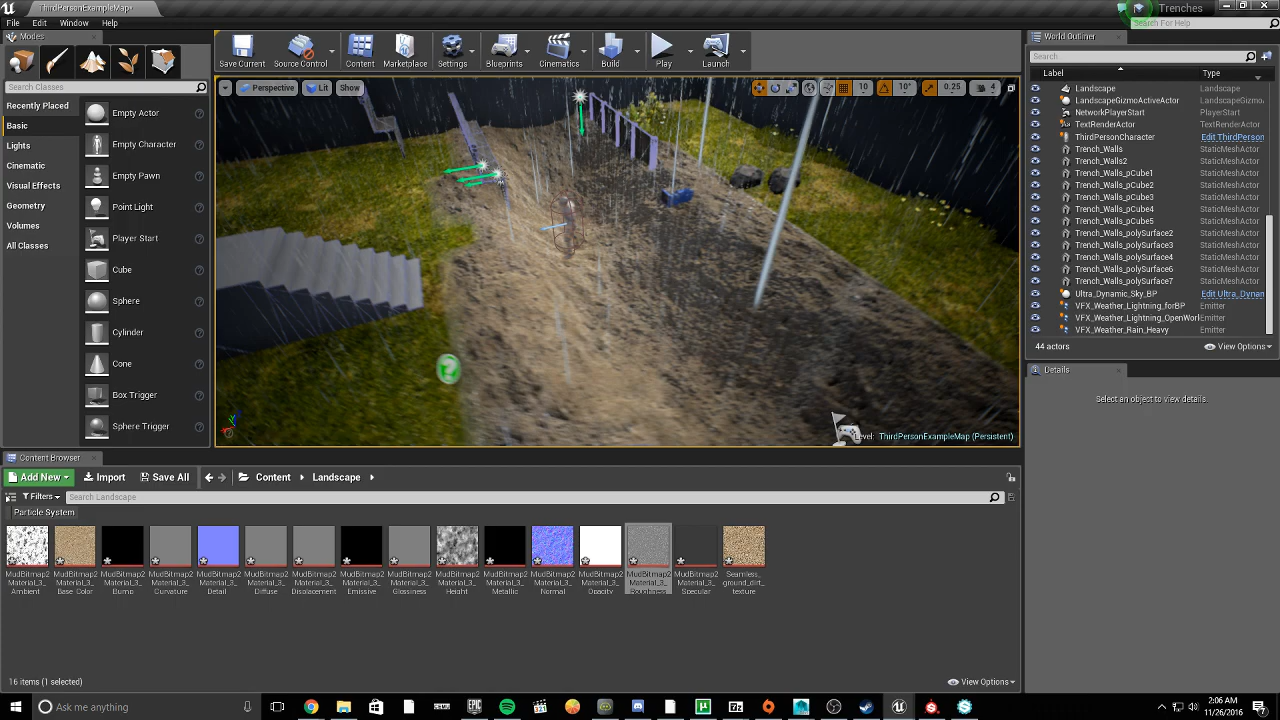 ThirdPersonExampleMap*
Trenches
File Edit Window Help
Search For Help
Modes
Search Classes
Recently Placed
Basic
Lights
Cinematic
Visual Effects
Geometry
Volumes
All Classes
Empty Actor
Empty Character
Empty Pawn
Point Light
Player Start
Cube
Sphere
Cylinder
Cone
Box Trigger
Sphere Trigger
Save Current Source Control Content Marketplace Settings Blueprints Cinematics Build Play Launch
Perspective Lit Show 10 10° 0.25 4
Level: ThirdPersonExampleMap (Persistent)
World Outliner
Search
Label Type
Landscape Landscape
LandscapeGizmoActiveActor LandscapeGizmo
NetworkPlayerStart PlayerStart
TextRenderActor TextRenderActor
ThirdPersonCharacter Edit ThirdPerson
Trench_Walls StaticMeshActor
Trench_Walls2 StaticMeshActor
Trench_Walls_pCube1 StaticMeshActor
Trench_Walls_pCube2 StaticMeshActor
Trench_Walls_pCube3 StaticMeshActor
Trench_Walls_pCube4 StaticMeshActor
Trench_Walls_pCube5 StaticMeshActor
Trench_Walls_polySurface2 StaticMeshActor
Trench_Walls_polySurface3 StaticMeshActor
Trench_Walls_polySurface4 StaticMeshActor
Trench_Walls_polySurface6 StaticMeshActor
Trench_Walls_polySurface7 StaticMeshActor
Ultra_Dynamic_Sky_BP Edit Ultra_Dynan
VFX_Weather_Lightning_forBP Emitter
VFX_Weather_Lightning_OpenWorl Emitter
VFX_Weather_Rain_Heavy Emitter
44 actors View Options
Details
Select an object to view details.
Content Browser
Add New Import Save All Content Landscape
Filters Search Landscape
Particle System
MudBitmap2 Material_3_ Ambient
MudBitmap2 Material_3_ Base_Color
MudBitmap2 Material_3_ Bump
MudBitmap2 Material_3_ Curvature
MudBitmap2 Material_3_ Detail
MudBitmap2 Material_3_ Diffuse
MudBitmap2 Material_3_ Displacement
MudBitmap2 Material_3_ Emissive
MudBitmap2 Material_3_ Glossiness
MudBitmap2 Material_3_ Height
MudBitmap2 Material_3_ Metallic
MudBitmap2 Material_3_ Normal
MudBitmap2 Material_3_ Opacity
MudBitmap2 Material_3_ Roughness
MudBitmap2 Material_3_ Specular
Seamless_ ground_dirt_ texture
16 items (1 selected) View Options
Ask me anything
2:06 AM
11/26/2016